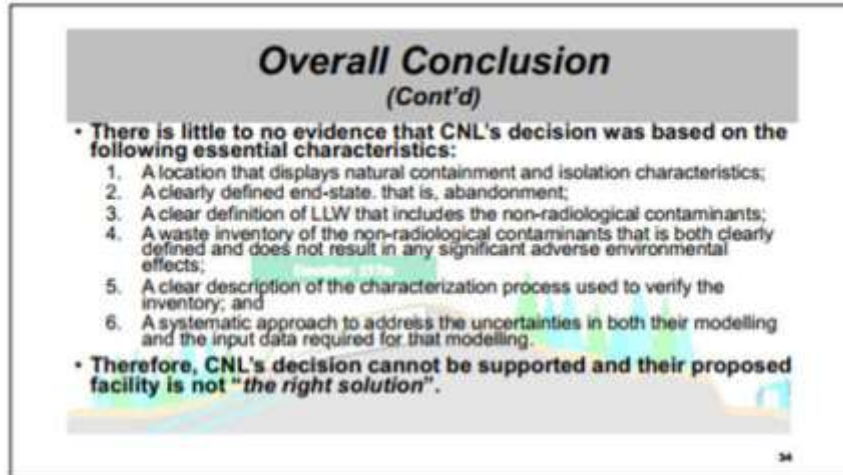 Overall Conclusion
(Cont'd)
• There is little to no evidence that CNL's decision was based on the
following essential characteristics:
1. A location that displays natural containment and isolation characteristics;
2. A clearly defined end-state. that is, abandonment;
3. A clear definition of LLW that includes the non-radiological contaminants;
4. A waste inventory of the non-radiological contaminants that is both clearly
defined and does not result in any significant adverse environmental
effects;
5. A clear description of the characterization process used to verify the
inventory; and
6. A systematic approach to address the uncertainties in both their modelling
and the input data required for that modelling.
• Therefore, CNL's decision cannot be supported and their proposed
facility is not "the right solution".
34